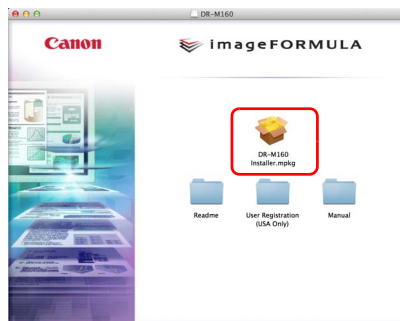 DR-M160
Canon
imageFORMULA
DR-M160
Installer.mpkg
Readme
User Registration
(USA Only)
Manual